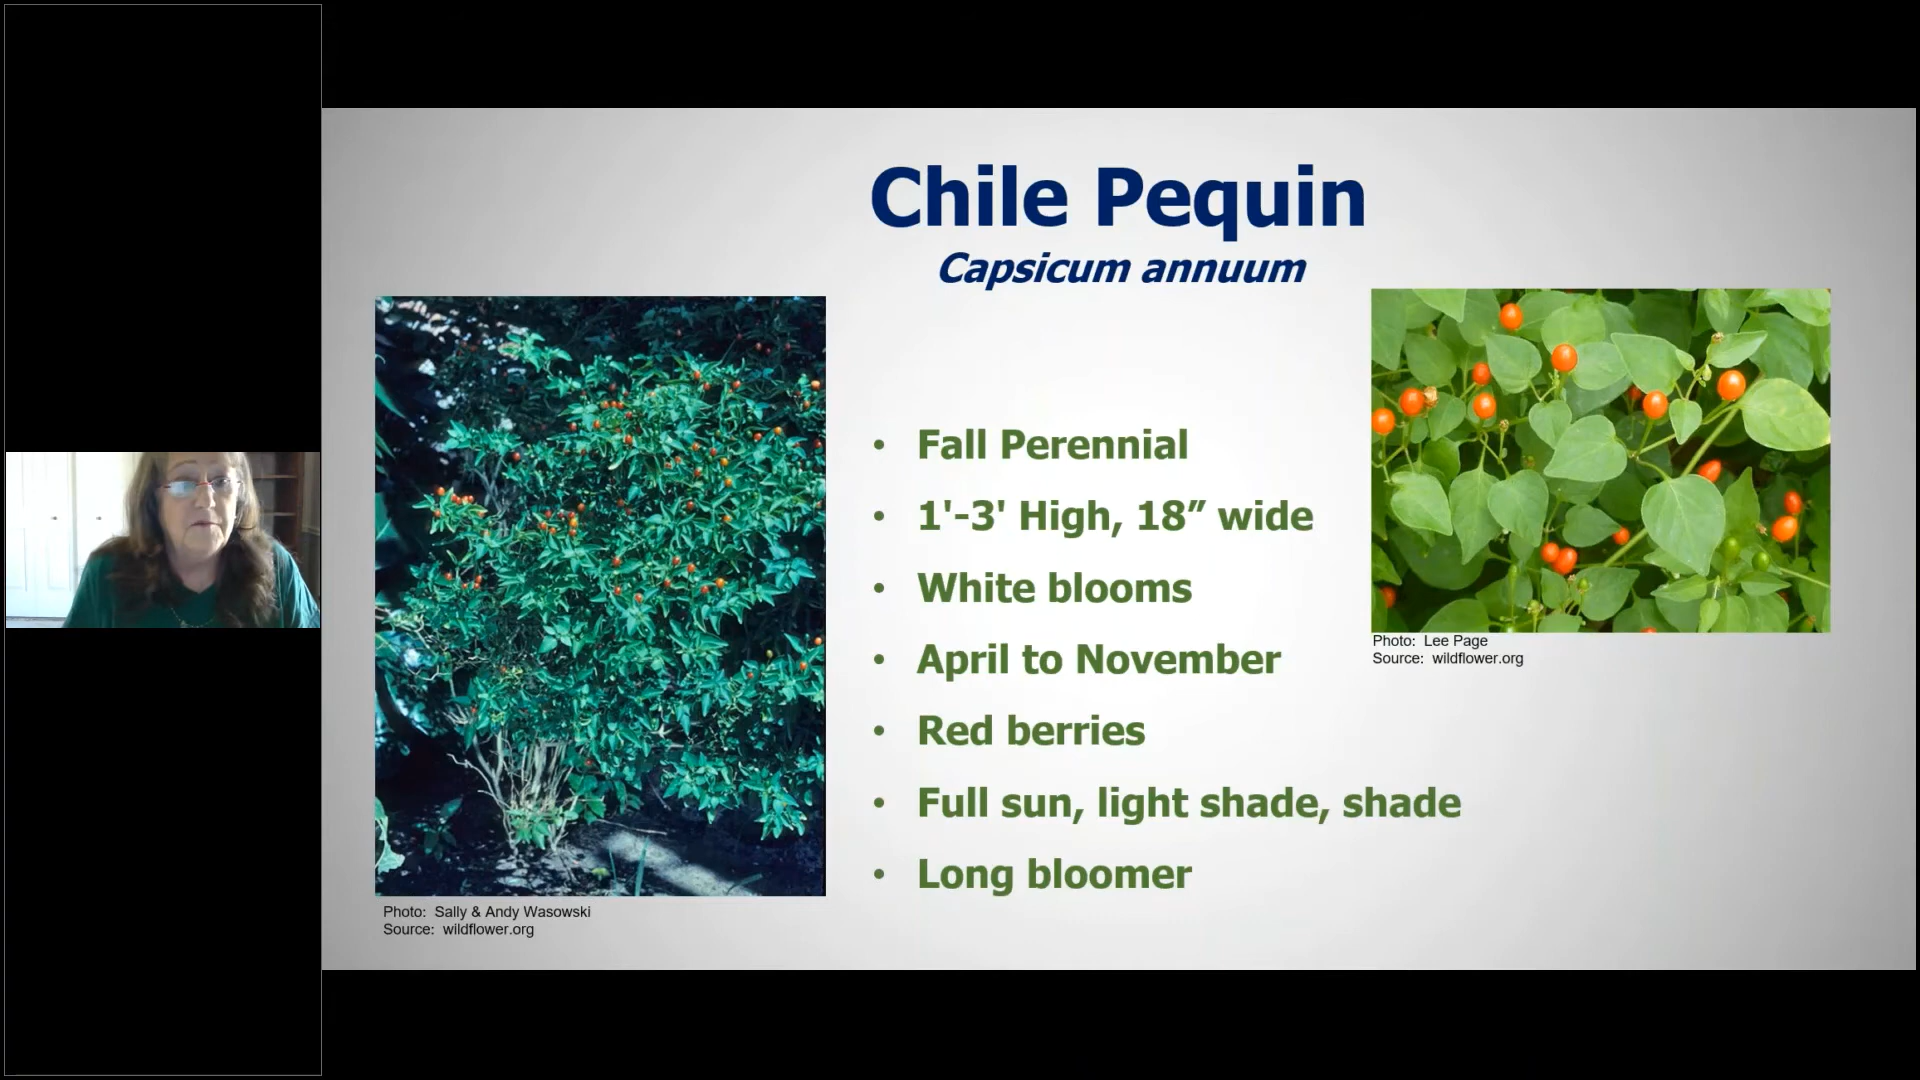 Chile Pequin
Capsicum annuum
• Fall Perennial
• 1'-3' High, 18” wide
• White blooms
• April to November
• Red berries
• Full sun, light shade, shade
• Long bloomer
Photo: Lee Page
Source: wildflower.org
Photo: Sally & Andy Wasowski
Source: wildflower.org